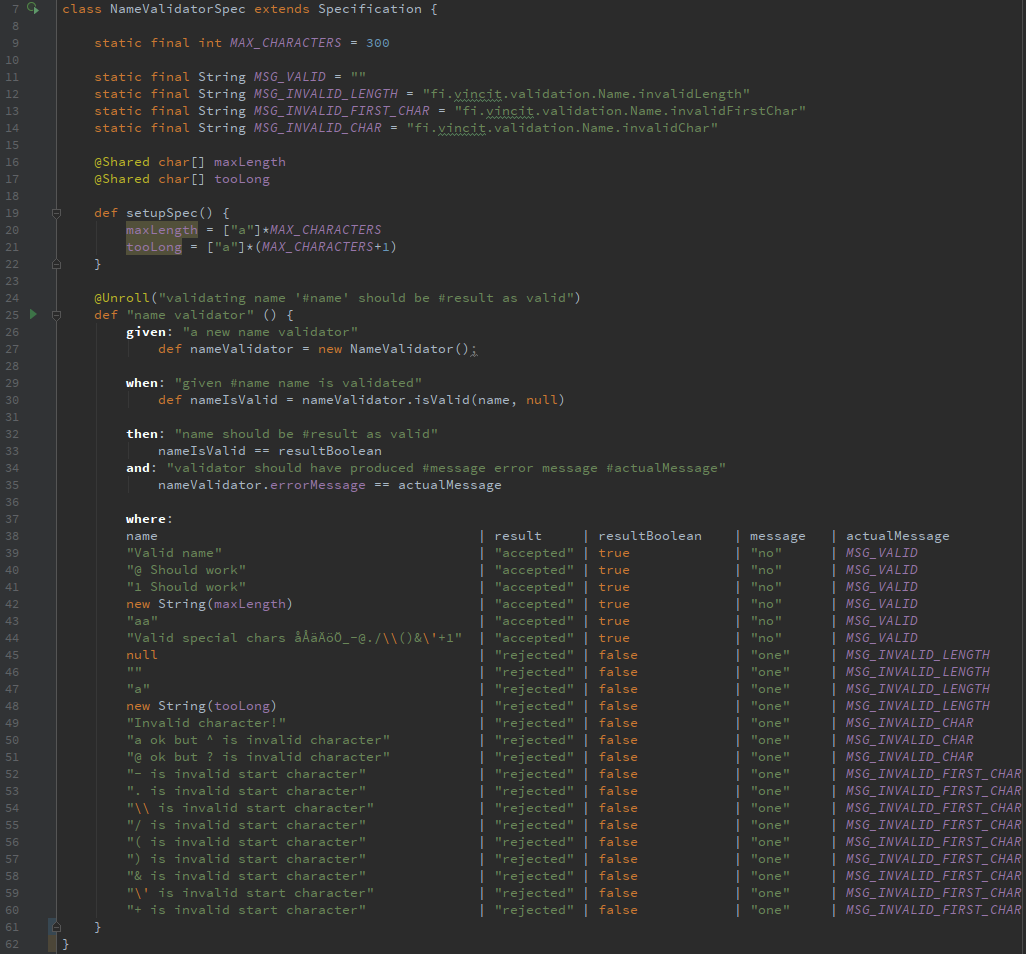 7 class NameValidatorSpec extends Specification {
8
9 static final int MAX_CHARACTERS = 300
10
11 static final String MSG_VALID = ""
12 static final String MSG_INVALID_LENGTH = "fi.vincit.validation.Name.invalidLength"
13 static final String MSG_INVALID_FIRST_CHAR = "fi.vincit.validation.Name.invalidFirstChar"
14 static final String MSG_INVALID_CHAR = "fi.vincit.validation.Name.invalidChar"
15
16 @Shared char[] maxLength
17 @Shared char[] tooLong
18
19 def setupSpec() {
20 maxLength = ["a"]*MAX_CHARACTERS
21 tooLong = ["a"]*(MAX_CHARACTERS+1)
22 }
23
24 @Unroll("validating name '#name' should be #result as valid")
25 def "name validator" () {
26 given: "a new name validator"
27 def nameValidator = new NameValidator();
28
29 when: "given #name name is validated"
30 def nameIsValid = nameValidator.isValid(name, null)
31
32 then: "name should be #result as valid"
33 nameIsValid == resultBoolean
34 and: "validator should have produced #message error message #actualMessage"
35 nameValidator.errorMessage == actualMessage
36
37 where:
38 name | result | resultBoolean | message | actualMessage
39 "Valid name" | "accepted" | true | "no" | MSG_VALID
40 "@ Should work" | "accepted" | true | "no" | MSG_VALID
41 "1 Should work" | "accepted" | true | "no" | MSG_VALID
42 new String(maxLength) | "accepted" | true | "no" | MSG_VALID
43 "aa" | "accepted" | true | "no" | MSG_VALID
44 "Valid special chars åÅäÄöÖ_-@./\\()&\'+1" | "accepted" | true | "no" | MSG_VALID
45 null | "rejected" | false | "one" | MSG_INVALID_LENGTH
46 "" | "rejected" | false | "one" | MSG_INVALID_LENGTH
47 "a" | "rejected" | false | "one" | MSG_INVALID_LENGTH
48 new String(tooLong) | "rejected" | false | "one" | MSG_INVALID_LENGTH
49 "Invalid character!" | "rejected" | false | "one" | MSG_INVALID_CHAR
50 "a ok but ^ is invalid character" | "rejected" | false | "one" | MSG_INVALID_CHAR
51 "@ ok but ? is invalid character" | "rejected" | false | "one" | MSG_INVALID_CHAR
52 "- is invalid start character" | "rejected" | false | "one" | MSG_INVALID_FIRST_CHAR
53 ". is invalid start character" | "rejected" | false | "one" | MSG_INVALID_FIRST_CHAR
54 "\\ is invalid start character" | "rejected" | false | "one" | MSG_INVALID_FIRST_CHAR
55 "/ is invalid start character" | "rejected" | false | "one" | MSG_INVALID_FIRST_CHAR
56 "( is invalid start character" | "rejected" | false | "one" | MSG_INVALID_FIRST_CHAR
57 ") is invalid start character" | "rejected" | false | "one" | MSG_INVALID_FIRST_CHAR
58 "& is invalid start character" | "rejected" | false | "one" | MSG_INVALID_FIRST_CHAR
59 "\' is invalid start character" | "rejected" | false | "one" | MSG_INVALID_FIRST_CHAR
60 "+ is invalid start character" | "rejected" | false | "one" | MSG_INVALID_FIRST_CHAR
61 }
62 }